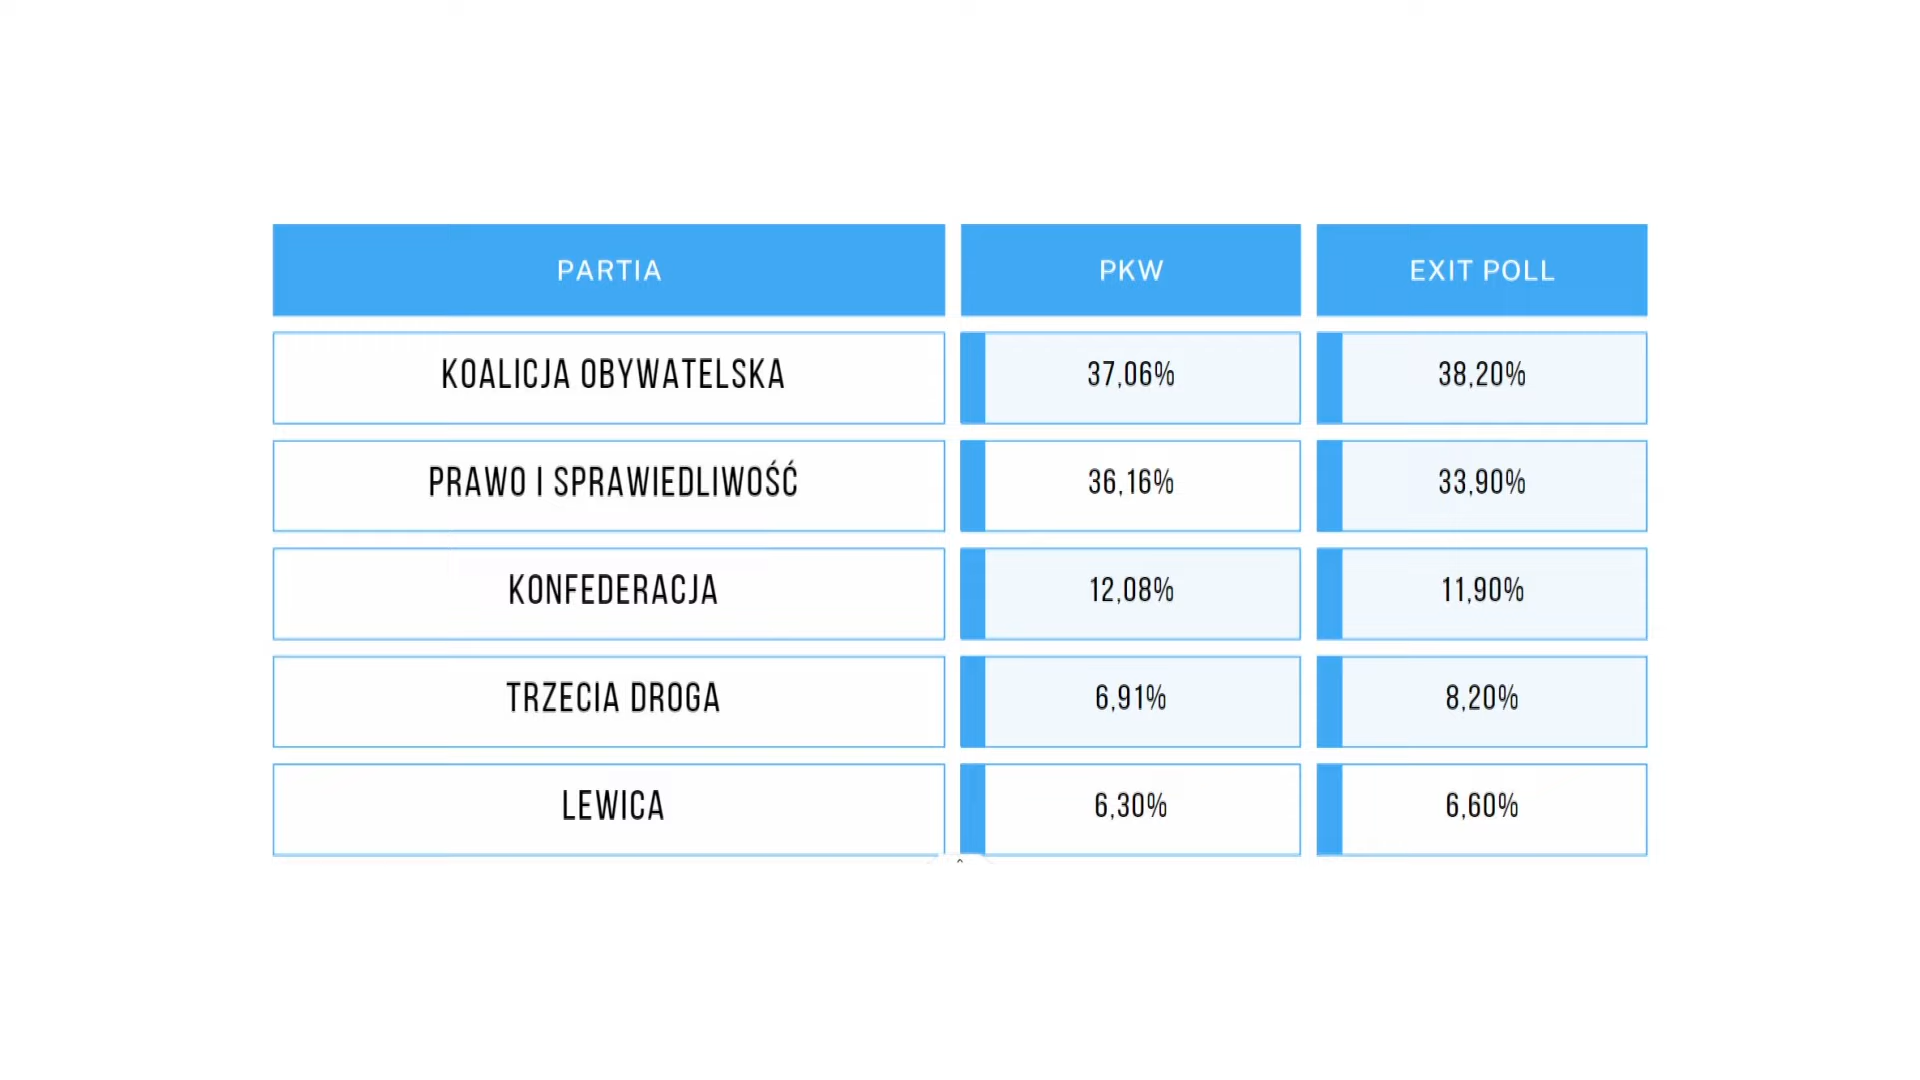 PARTIA PKW EXIT POLL
KOALICJA OBYWATELSKA 37,06% 38,20%
PRAWO I SPRAWIEDLIWOŚĆ 36,16% 33,90%
KONFEDERACJA 12,08% 11,90%
TRZECIA DROGA 6,91% 8,20%
LEWICA 6,30% 6,60%